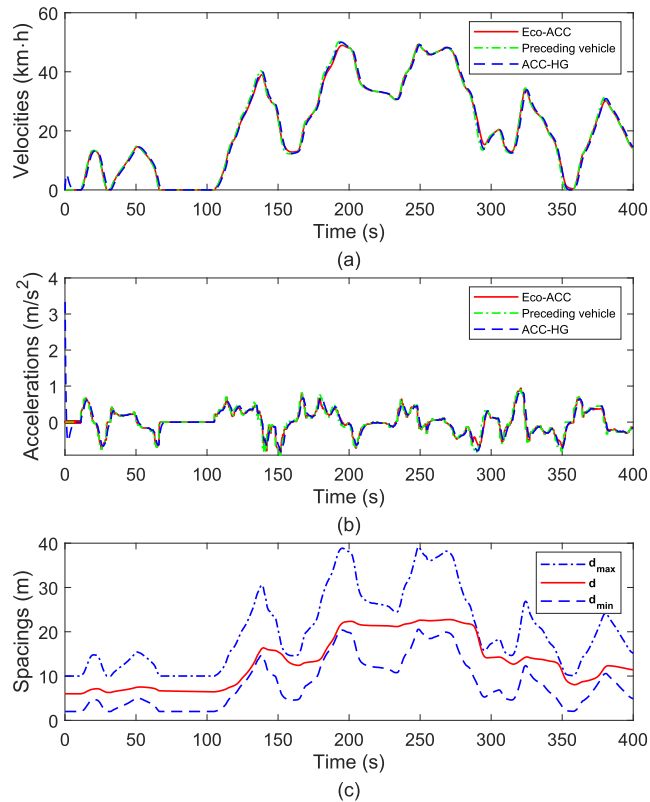 60
40
20
0
Velocities (km·h)
Eco-ACC
Preceding vehicle
ACC-HG
0 50 100 150 200 250 300 350 400
Time (s)
(a)
4
3
2
1
0
Accelerations (m/s²)
Eco-ACC
Preceding vehicle
ACC-HG
0 50 100 150 200 250 300 350 400
Time (s)
(b)
40
30
20
10
0
Spacings (m)
d_max
d
d_min
0 50 100 150 200 250 300 350 400
Time (s)
(c)